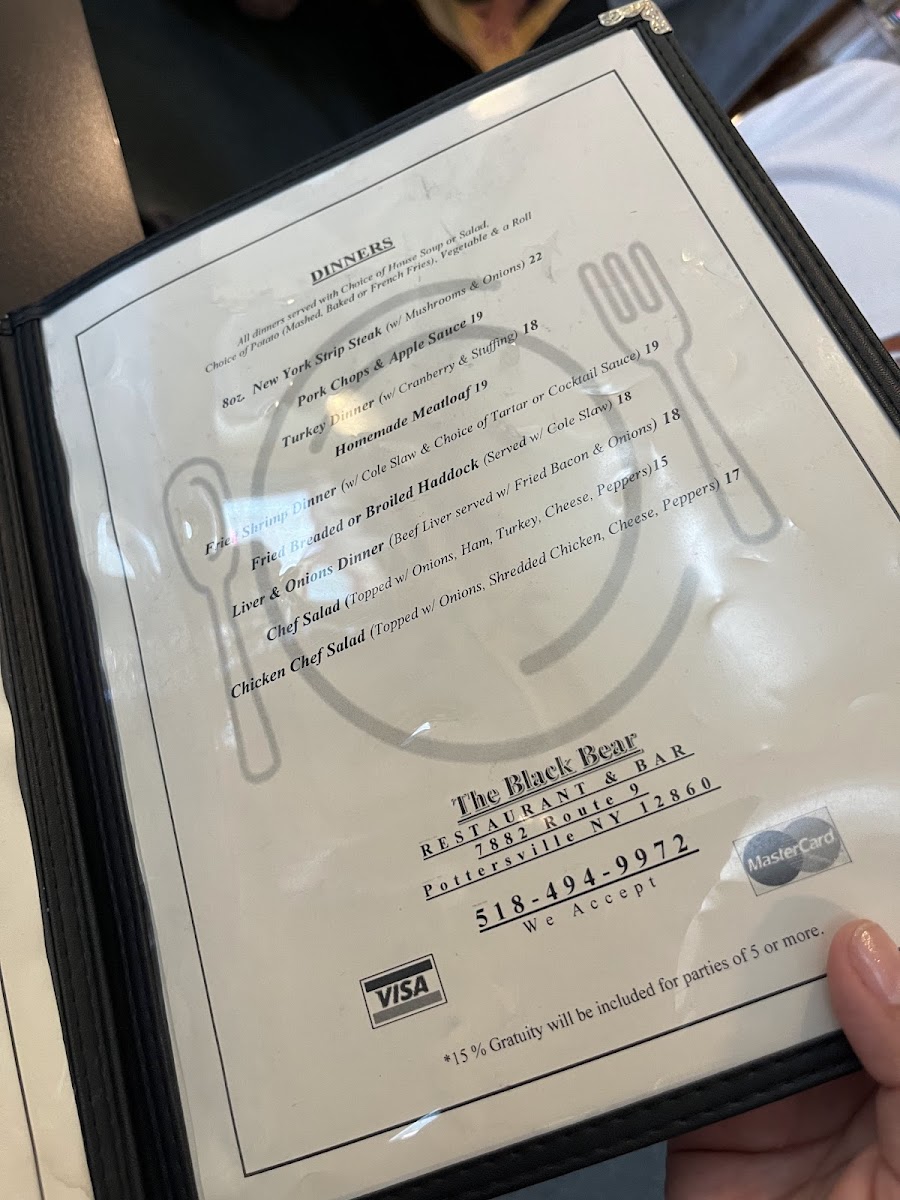 DINNERS
All dinners served with Choice of House Soup or Salad,
Choice of Potato (Mashed, Baked or French Fries), Vegetable & a Roll
8oz. New York Strip Steak (w/ Mushrooms & Onions) 22
Pork Chops & Apple Sauce 19
Turkey Dinner (w/ Cranberry & Stuffing) 18
Homemade Meatloaf 19
Fried Shrimp Dinner (w/ Cole Slaw & Choice of Tartar or Cocktail Sauce) 19
Fried Breaded or Broiled Haddock (Served w/ Cole Slaw) 18
Liver & Onions Dinner (Beef Liver served w/ Fried Bacon & Onions) 18
Chef Salad (Topped w/ Onions, Ham, Turkey, Cheese, Peppers)15
Chicken Chef Salad (Topped w/ Onions, Shredded Chicken, Cheese, Peppers) 17
The Black Bear
RESTAURANT & BAR
7882 Route 9
Pottersville NY 12860
518-494-9972
We Accept
MasterCard
VISA
*15 % Gratuity will be included for parties of 5 or more.